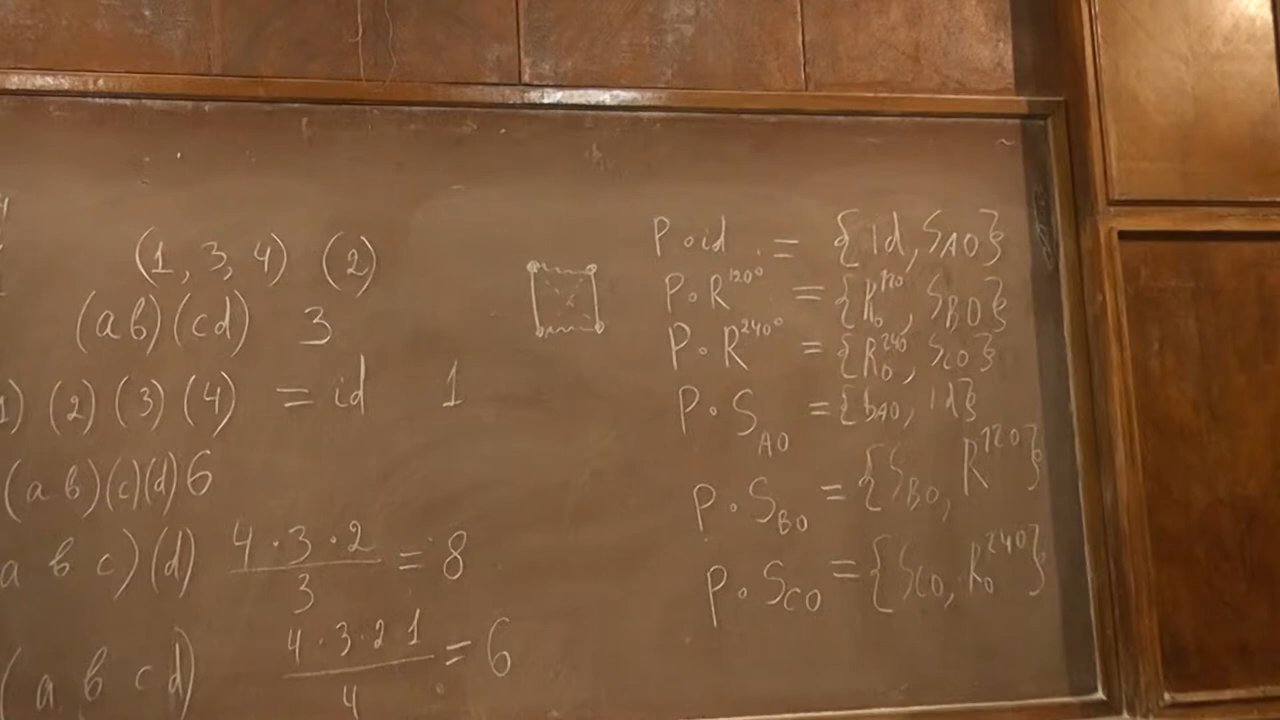 (1, 3, 4) (2)
(ab)(cd) 3
1) (2) (3) (4) = id 1
(a b)(c)(d) 6
a b c)(d) 4·3·2/3 = 8
(a b c d) 4·3·2 1/4 = 6
P∘id = {id, S_AO}
P∘R^120° = {R_0^120, S_BO}
P∘R^240° = {R_0^240, S_CO}
P∘S_AO = {S_AO, id}
P∘S_BO = {S_BO, R^120}
P∘S_CO = {S_CO, R_0^240}